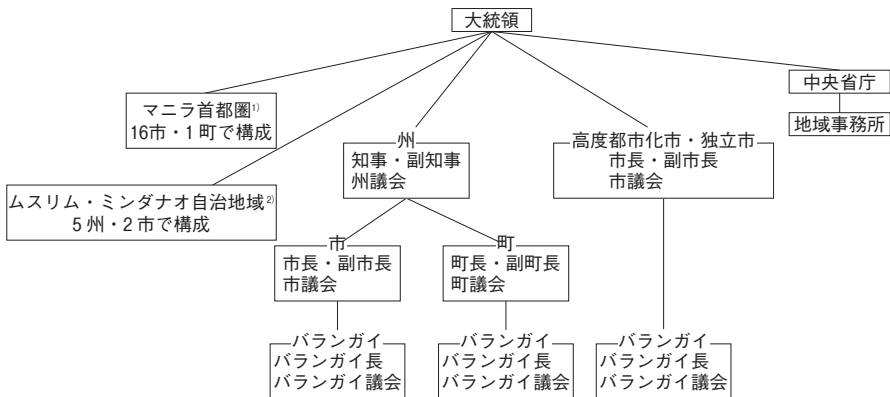 大統領
中央省庁
地域事務所
マニラ首都圏1)
16市・1町で構成
ムスリム・ミンダナオ自治地域2)
5州・2市で構成
州
知事・副知事
州議会
高度都市化市・独立市
市長・副市長
市議会
市
市長・副市長
市議会
町
町長・副町長
町議会
バランガイ
バランガイ長
バランガイ議会
バランガイ
バランガイ長
バランガイ議会
バランガイ
バランガイ長
バランガイ議会